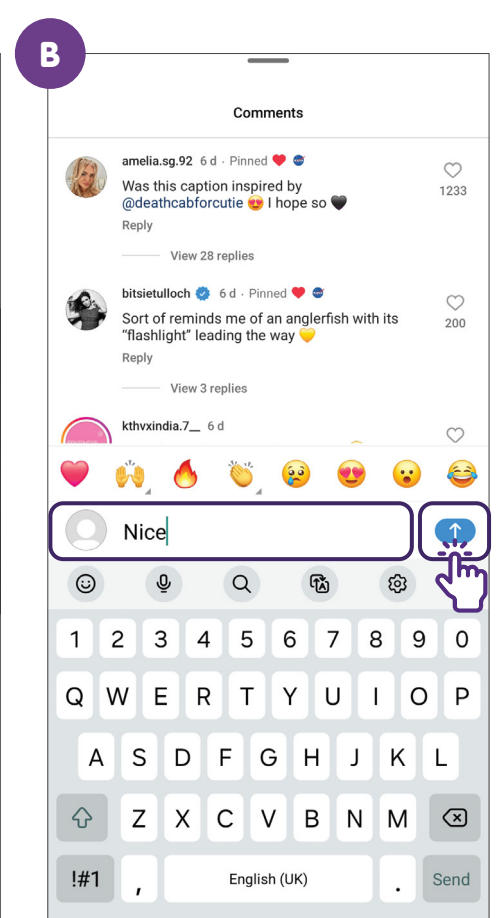 B
Comments
amelia.sg.92 6 d · Pinned ❤️
Was this caption inspired by
@deathcabforcutie 😍 I hope so 🖤
1233
Reply
View 28 replies
bitsietulloch 6 d · Pinned ❤️
Sort of reminds me of an anglerfish with its
"flashlight" leading the way 💛
200
Reply
View 3 replies
kthvxindia.7__ 6 d
Nice
1 2 3 4 5 6 7 8 9 0
Q W E R T Y U I O P
A S D F G H J K L
Z X C V B N M
!#1 , English (UK) . Send